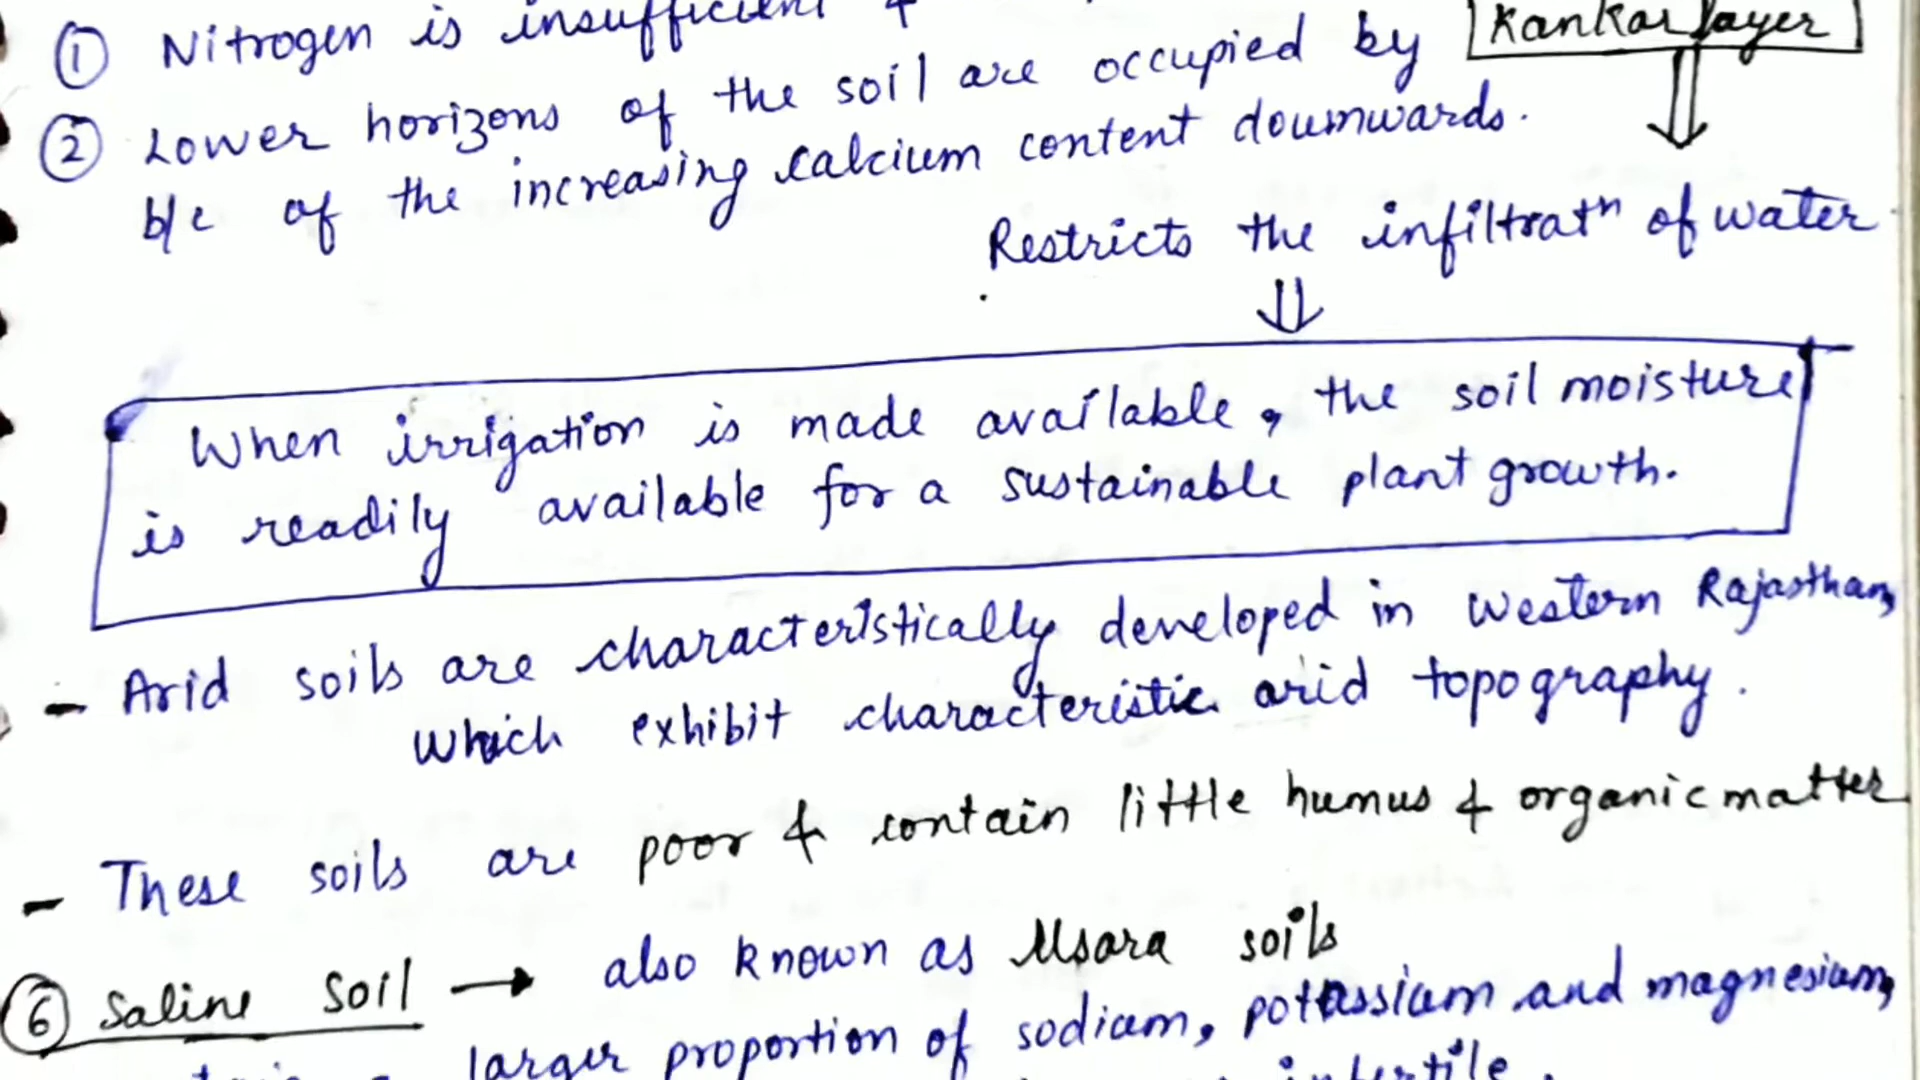 ① Nitrogen is insufficient &
② Lower horizons of the soil are occupied by Kankar layer
b/c of the increasing calcium content doumwards.
Restricts the infiltratⁿ of water
When irrigation is made available, the soil moisture
is readily available for a sustainable plant growth.
- Arid soils are characteristically developed in western Rajasthan,
which exhibit characteristic arid topography.
- These soils are poor & contain little humus & organic matter
⑥ Saline Soil → also known as Usara soils
larger proportion of sodium, potassium and magnesium,
infertile.